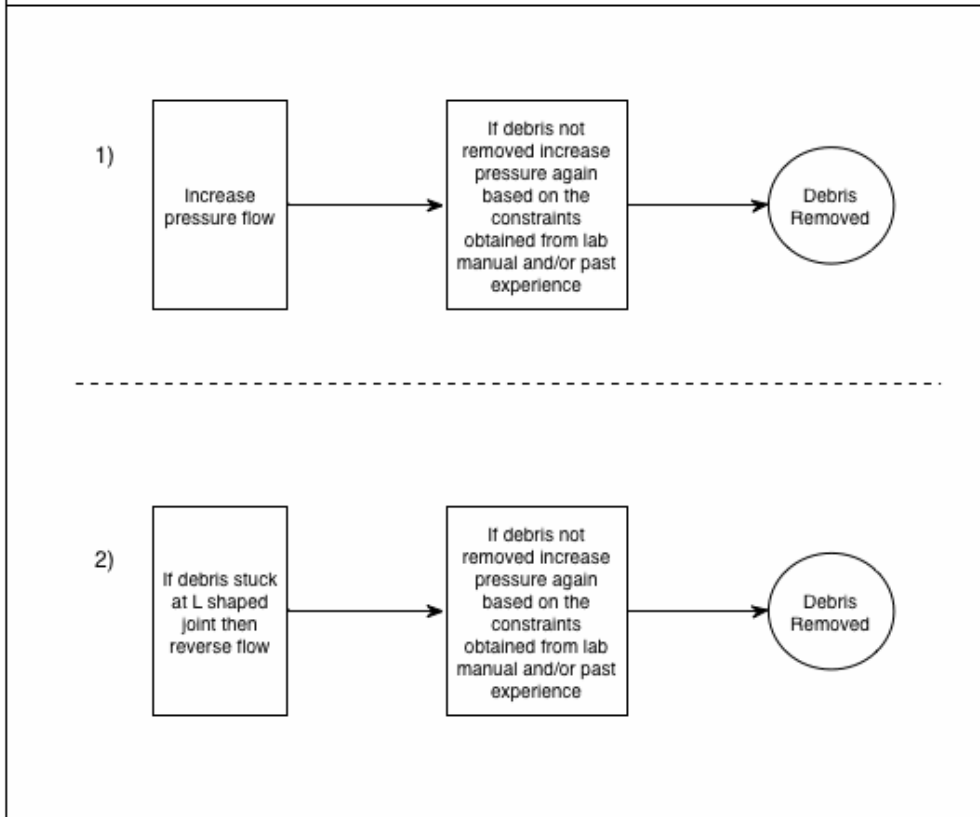 1)
Increase
pressure flow
If debris not
removed increase
pressure again
based on the
constraints
obtained from lab
manual and/or past
experience
Debris
Removed
2)
If debris stuck
at L shaped
joint then
reverse flow
If debris not
removed increase
pressure again
based on the
constraints
obtained from lab
manual and/or past
experience
Debris
Removed